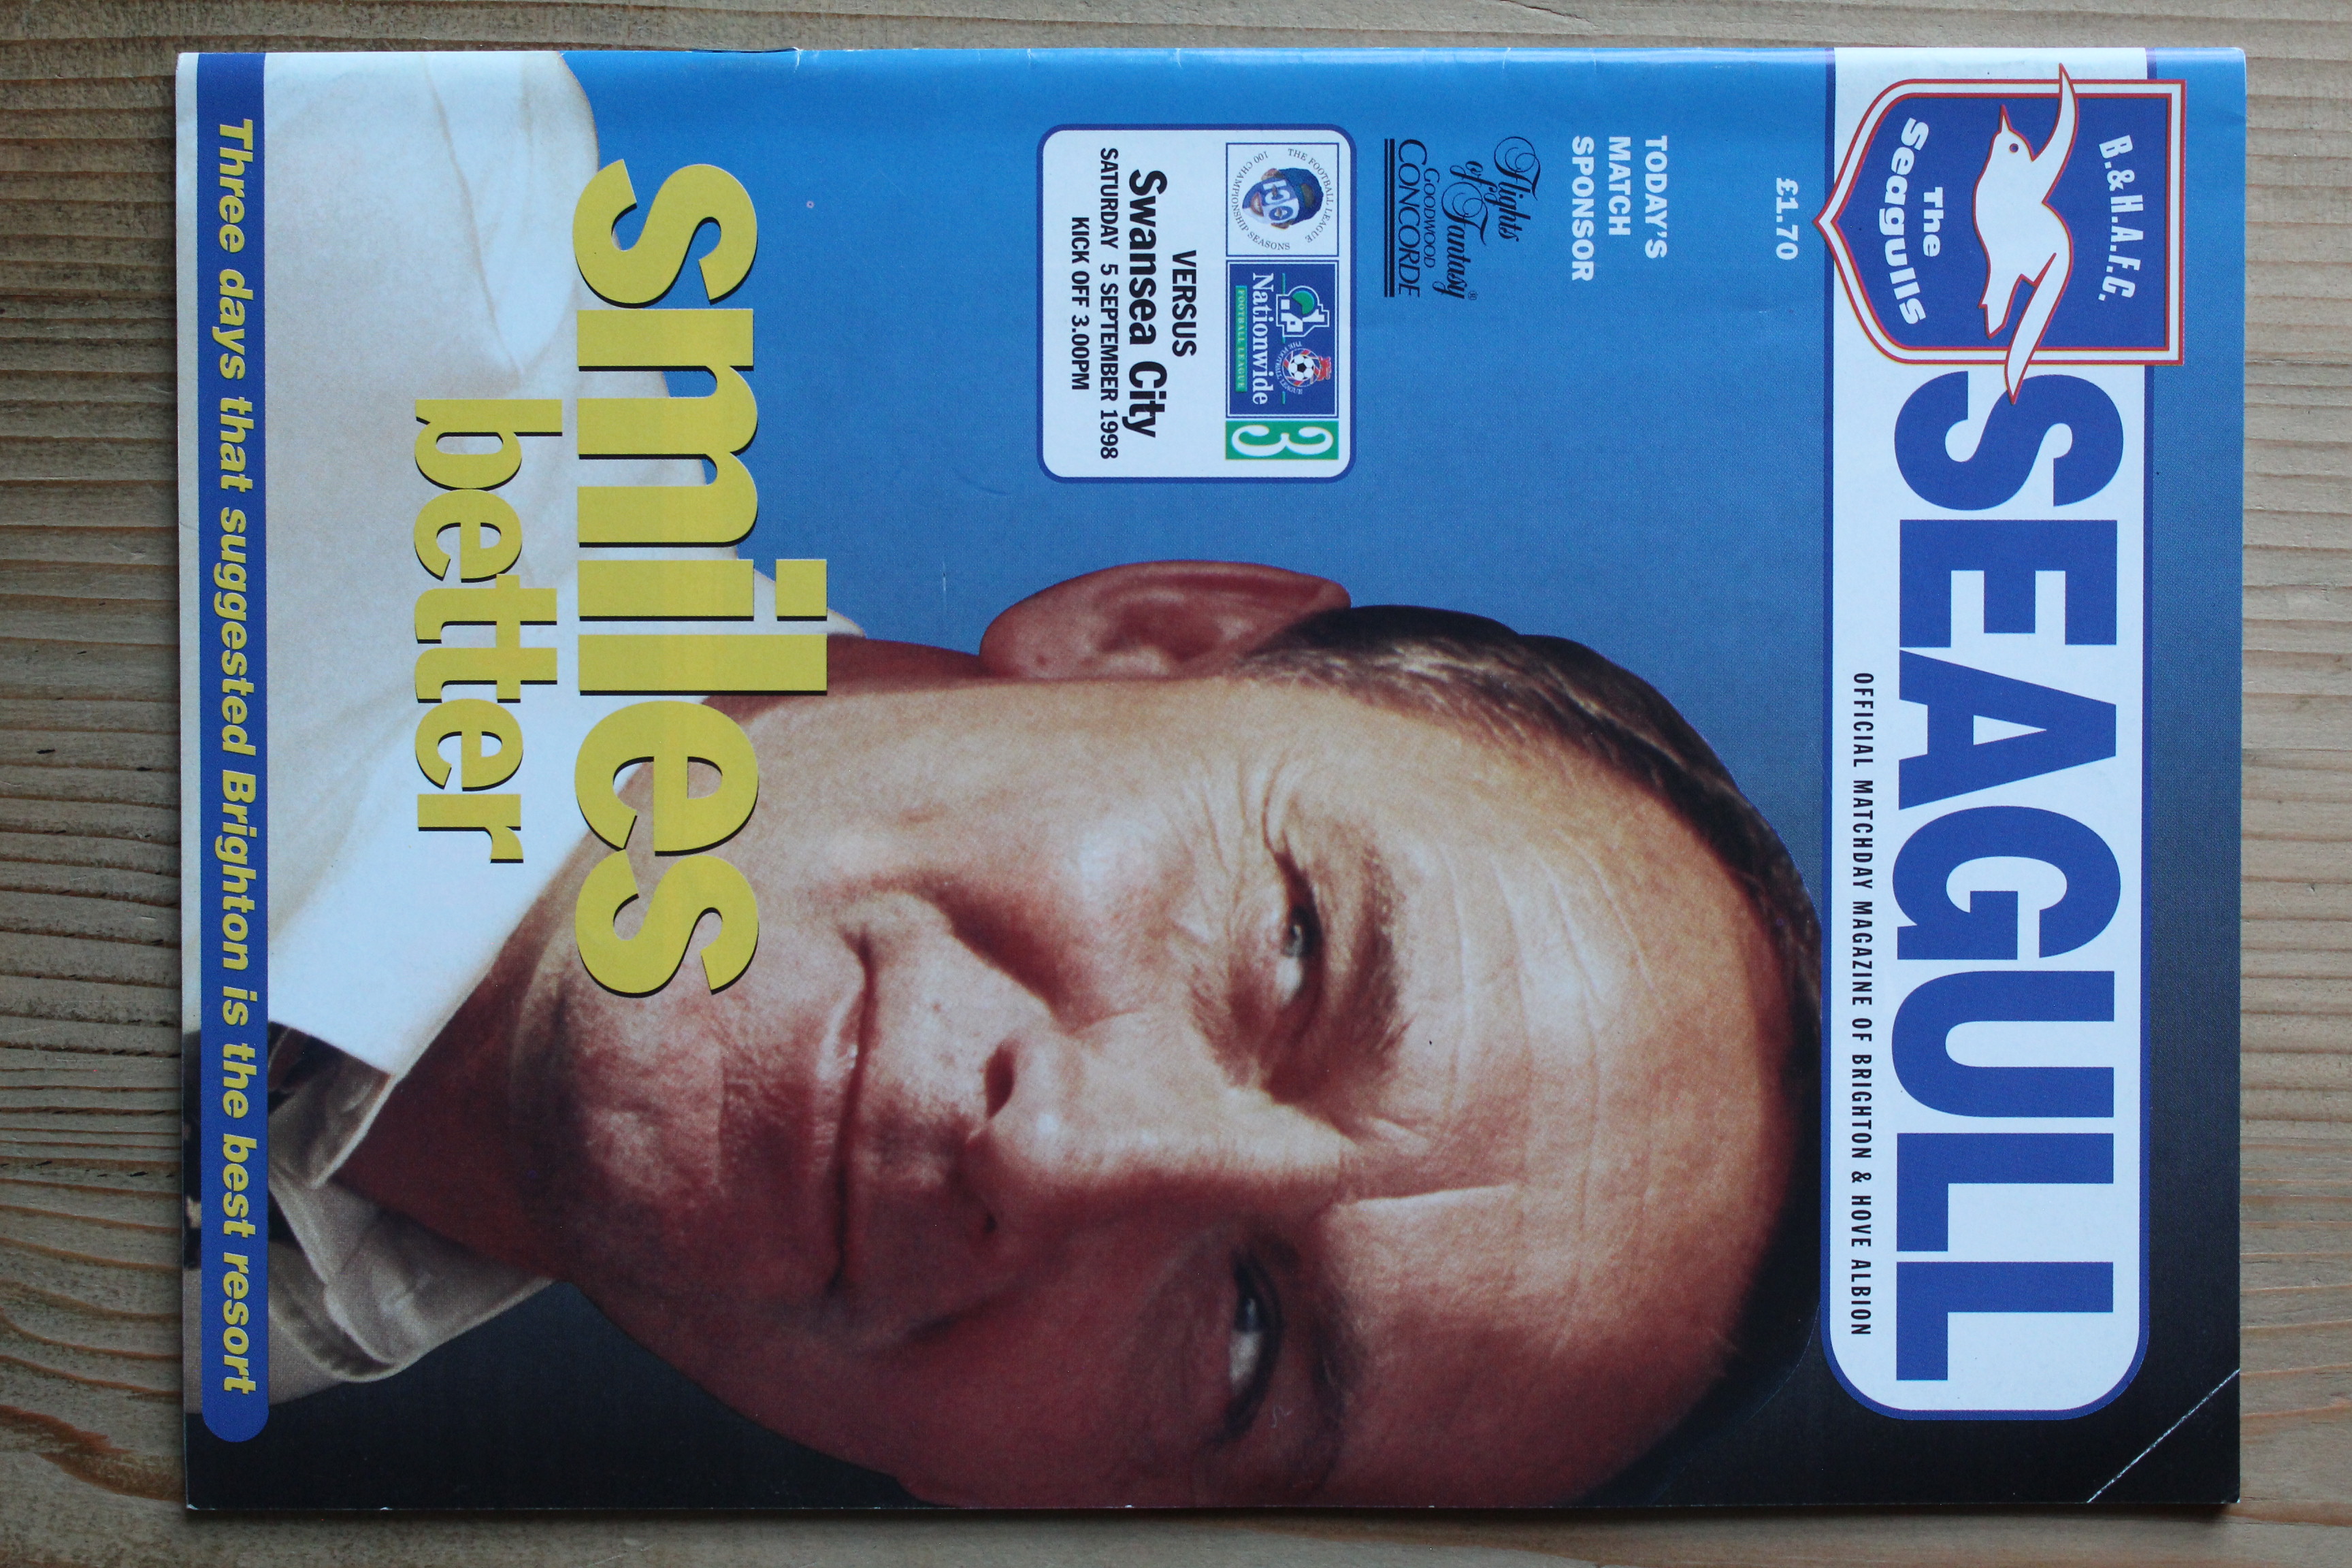 B.&H.A.F.C.
The
Seagulls
SEAGULL
OFFICIAL MATCHDAY MAGAZINE OF BRIGHTON & HOVE ALBION
£1.70
TODAY'S
MATCH
SPONSOR
Flights
of Fantasy®
GOODWOOD
CONCORDE
THE FOOTBALL LEAGUE
100 CHAMPIONSHIP SEASONS
Nationwide
FOOTBALL LEAGUE
3
VERSUS
Swansea City
SATURDAY 5 SEPTEMBER 1998
KICK OFF 3.00PM
smiles
better
Three days that suggested Brighton is the best resort